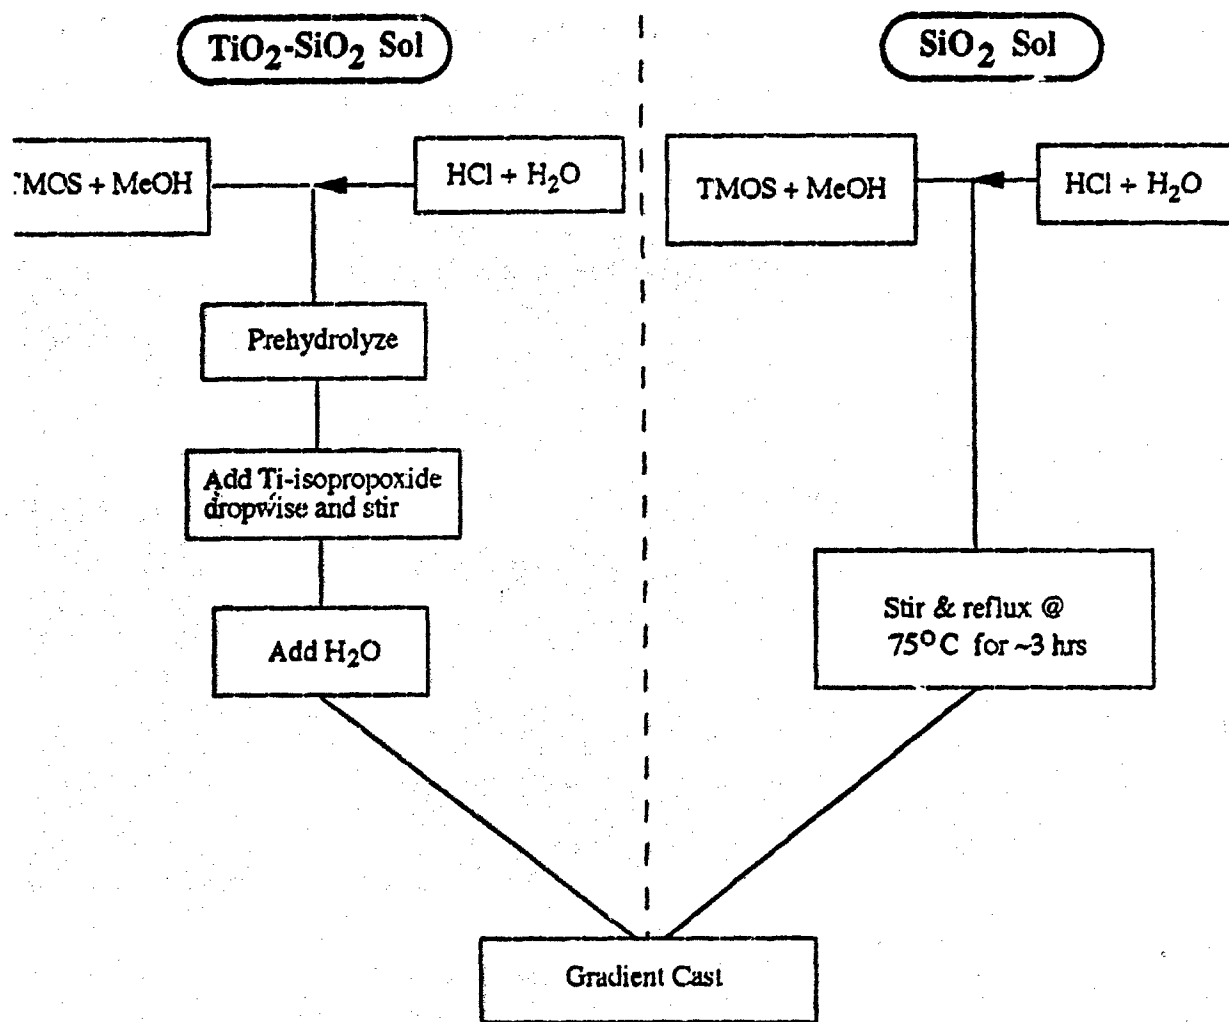 TiO2-SiO2 Sol
TMOS + MeOH
HCl + H2O
Prehydrolyze
Add Ti-isopropoxide
dropwise and stir
Add H2O
SiO2 Sol
TMOS + MeOH
HCl + H2O
Stir & reflux @
75°C for ~3 hrs
Gradient Cast